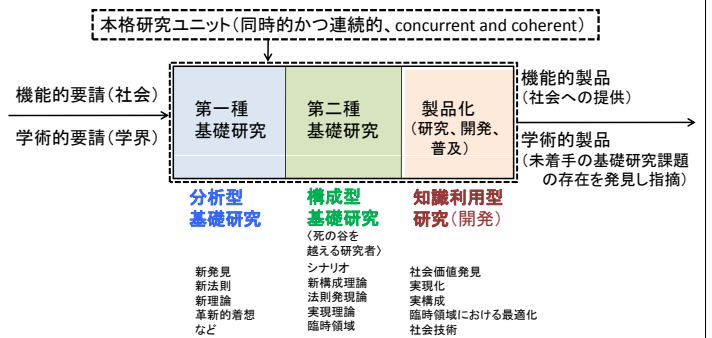 本格研究ユニット(同時的かつ連続的、concurrent and coherent)
機能的要請(社会)
学術的要請(学界)
第一種
基礎研究
第二種
基礎研究
製品化
(研究、開発、
普及)
機能的製品
(社会への提供)
学術的製品
(未着手の基礎研究課題
の存在を発見し指摘)
分析型
基礎研究
構成型
基礎研究
〈死の谷を
越える研究者〉
知識利用型
研究(開発)
新発見
新法則
新理論
革新的着想
など
シナリオ
新構成理論
法則発現論
実現理論
臨時領域
社会価値発見
実現化
実構成
臨時領域における最適化
社会技術